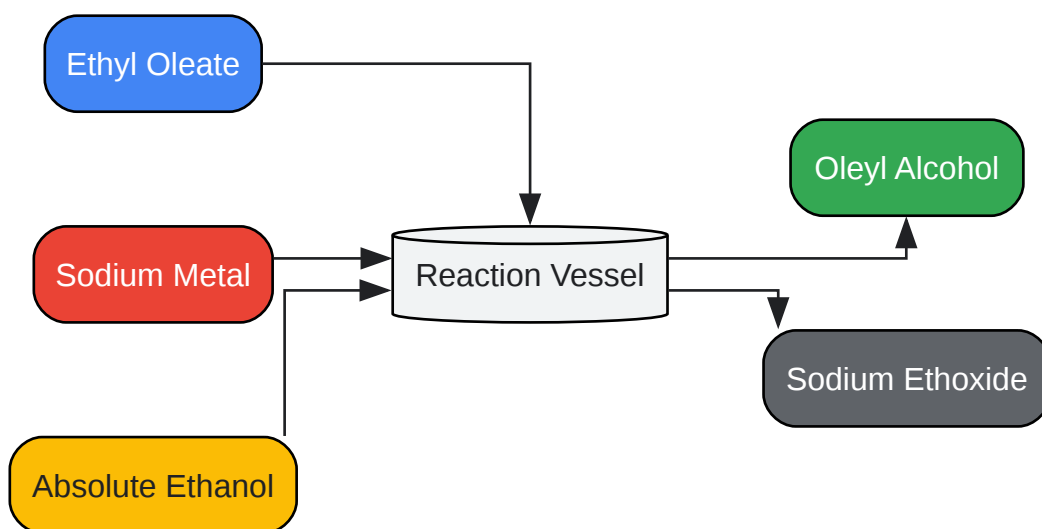 Ethyl Oleate
Oleyl Alcohol
Sodium Metal
Reaction Vessel
Sodium Ethoxide
Absolute Ethanol